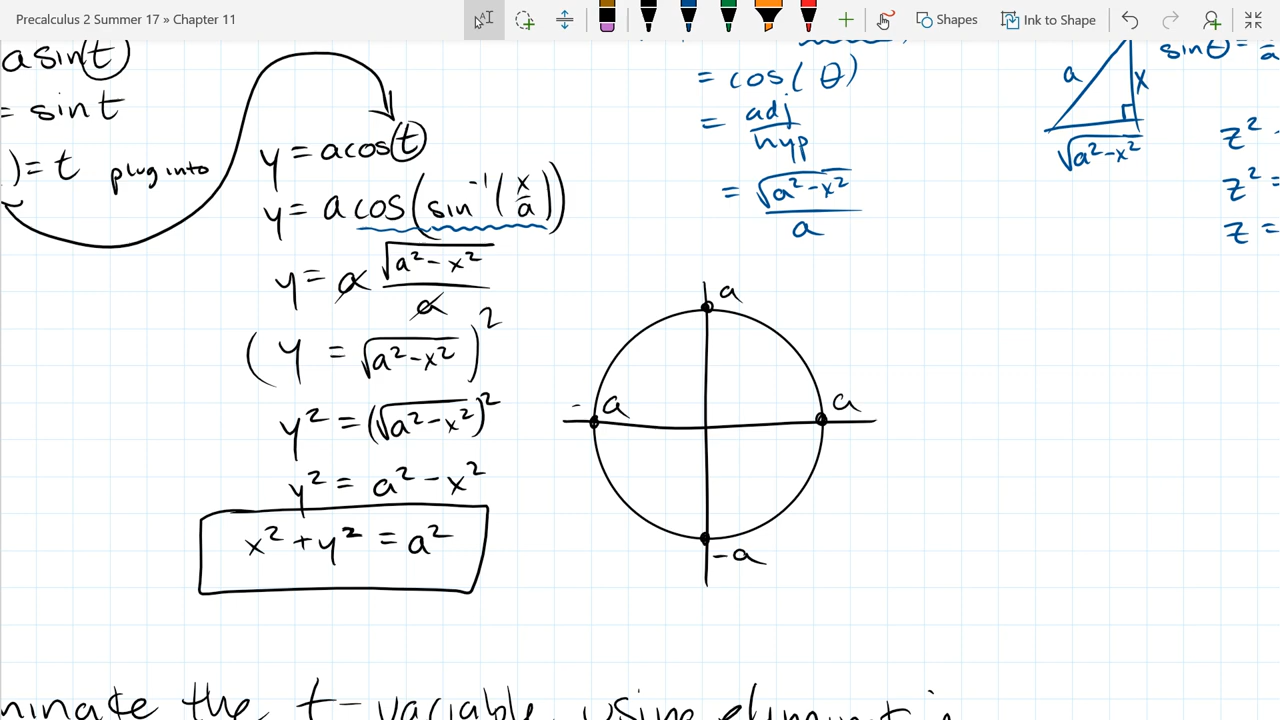 Precalculus 2 Summer 17 » Chapter 11
Shapes
Ink to Shape
a sin(t)
= sin t
) = t plug into
y = a cos(t)
y = a cos(sin⁻¹(x/a))
y = a √(a² - x²)/a
(y = √(a² - x²))²
y² = (√(a² - x²))²
y² = a² - x²
x² + y² = a²
= cos(θ)
= adj/hyp
= √(a² - x²)/a
a
x
√(a² - x²)
sin θ = /a
z²
z² =
z =
a
-a
a
-a
minate the t-variable using